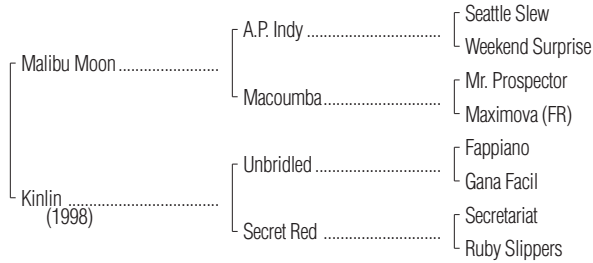 Seattle Slew
A.P. Indy
Weekend Surprise
Malibu Moon
Mr. Prospector
Macoumba
Maximova (FR)
Fappiano
Unbridled
Gana Facil
Kinlin
(1998)
Secretariat
Secret Red
Ruby Slippers